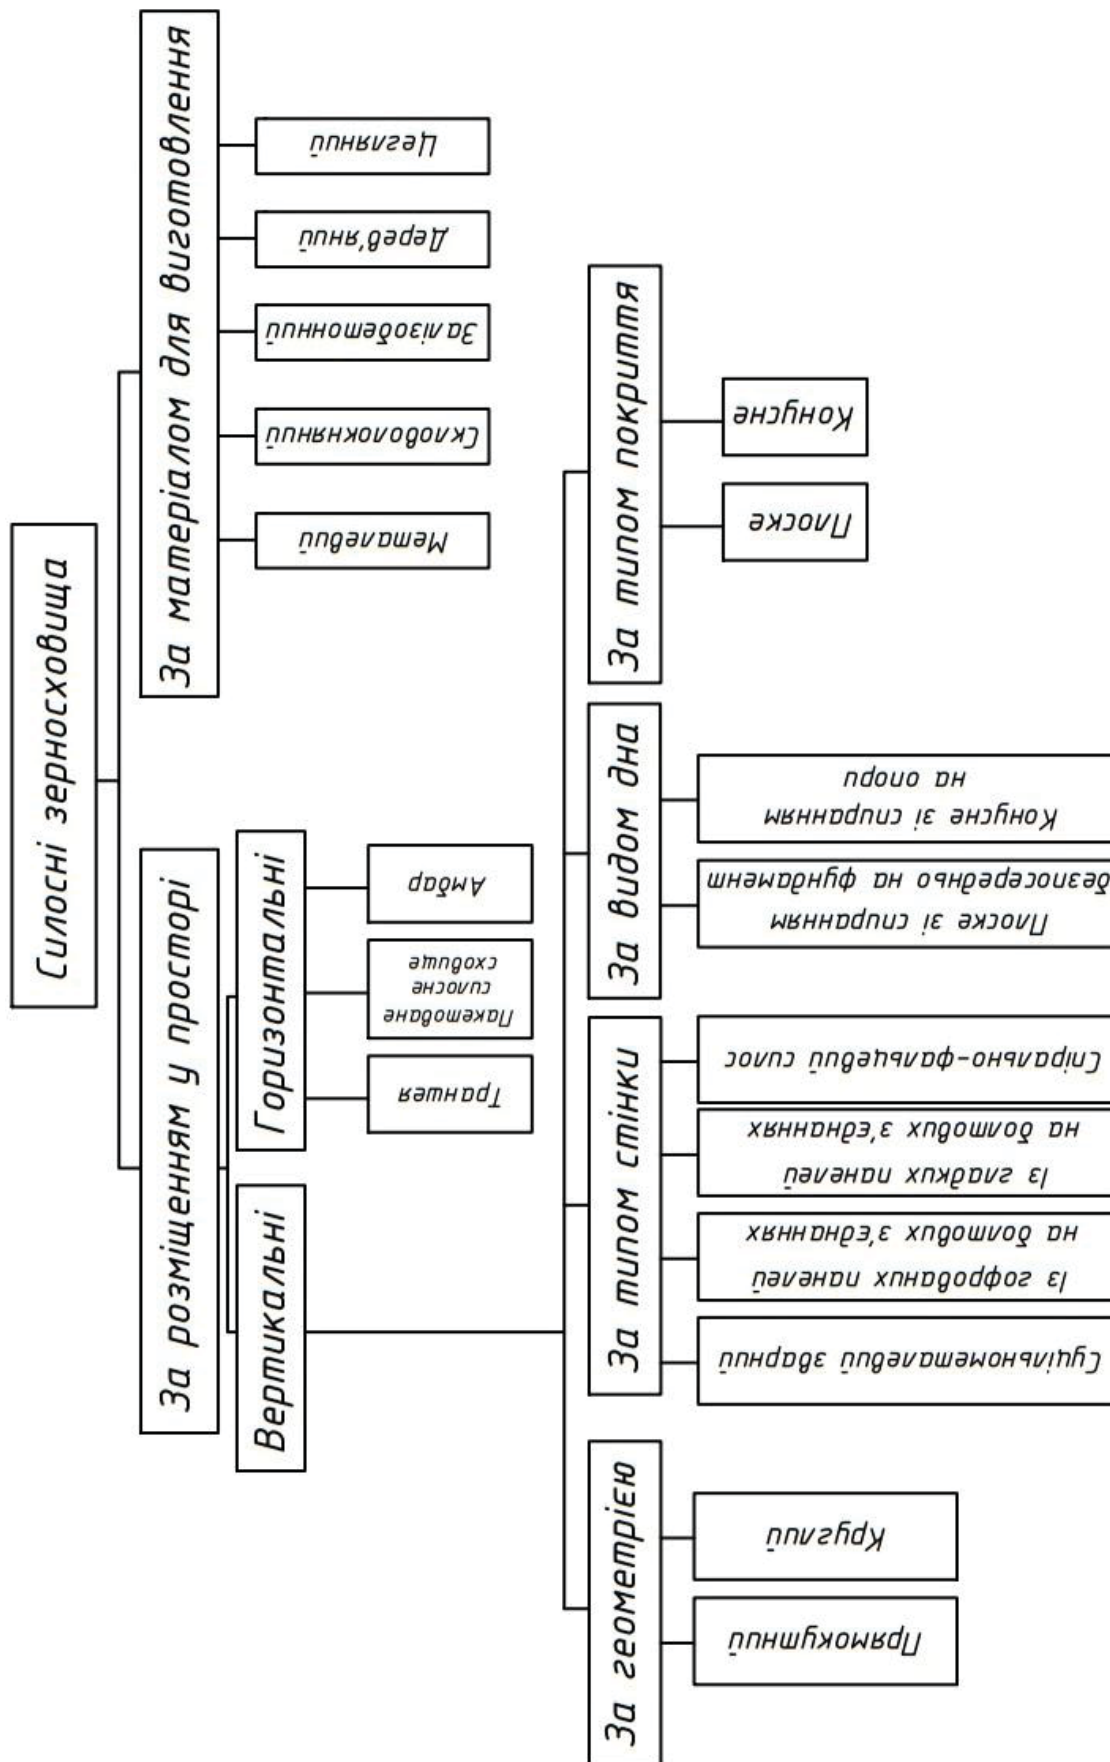 Силосні зерносховища
За розміщенням у просторі
За матеріалом для виготовлення
Вертикальні
Горизонтальні
Траншея
Пакетоване
силосне
сховище
Амбар
Металевий
Скловолокняний
Залізобетонний
Дерев'яний
Цегляний
За геометрією
За типом стінки
За видом дна
За типом покриття
Прямокутний
Круглий
Суцільнометалевий зварний
Із гофрованих панелей
на болтових з'єднаннях
Із гладких панелей
на болтових з'єднаннях
Спірально-фальцевий силос
Плоске зі спиранням
безпосередньо на фундамент
Конусне зі спиранням
на опори
Плоске
Конусне